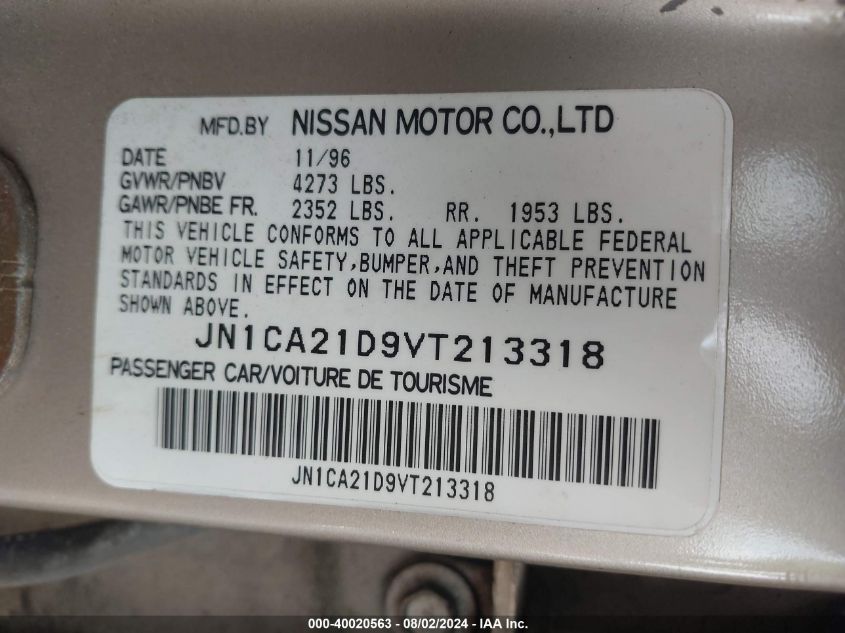 MFD.BY NISSAN MOTOR CO.,LTD
DATE 11/96
GVWR/PNBV 4273 LBS.
GAWR/PNBE FR. 2352 LBS. RR. 1953 LBS.
THIS VEHICLE CONFORMS TO ALL APPLICABLE FEDERAL
MOTOR VEHICLE SAFETY,BUMPER,AND THEFT PREVENTION
STANDARDS IN EFFECT ON THE DATE OF MANUFACTURE
SHOWN ABOVE.
JN1CA21D9VT213318
PASSENGER CAR/VOITURE DE TOURISME
JN1CA21D9VT213318
000-40020563 - 08/02/2024 - IAA Inc.